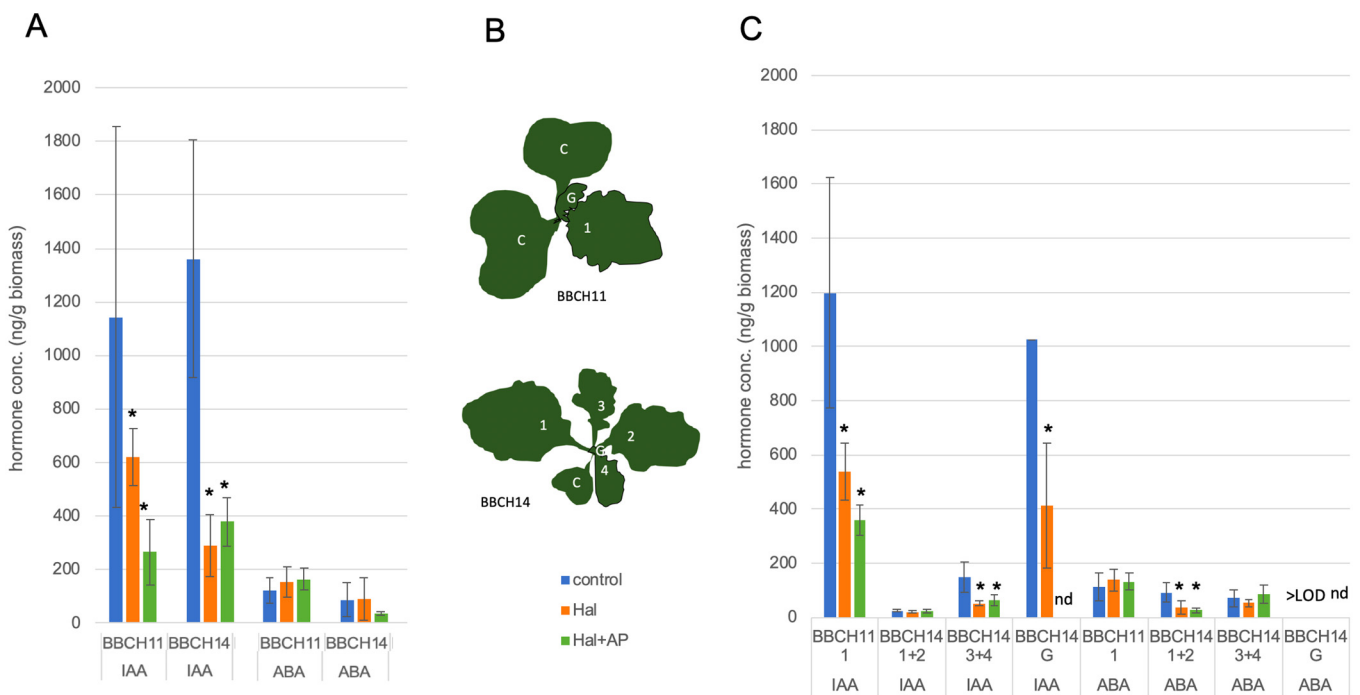 A
hormone conc. (ng/g biomass)
2000
1800
1600
1400
1200
1000
800
600
400
200
0
*
*
*
*
BBCH11 BBCH14 BBCH11 BBCH14
IAA IAA ABA ABA
B
C
G
C
1
BBCH11
3
1
2
G
4
C
BBCH14
control
Hal
Hal+AP
C
hormone conc. (ng/g biomass)
2000
1800
1600
1400
1200
1000
800
600
400
200
0
*
*
* *
*
nd
* *
>LOD nd
BBCH11 BBCH14 BBCH14 BBCH14 BBCH11 BBCH14 BBCH14 BBCH14
1 1+2 3+4 G 1 1+2 3+4 G
IAA IAA IAA IAA ABA ABA ABA ABA